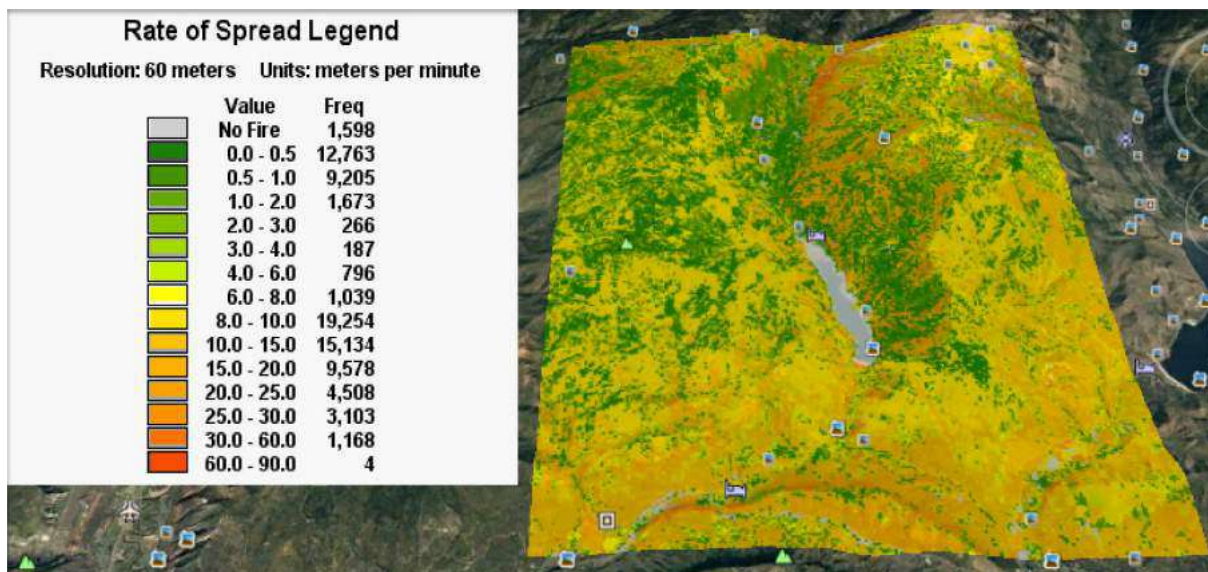 Rate of Spread Legend
Resolution: 60 meters Units: meters per minute
Value Freq
No Fire 1,598
0.0 - 0.5 12,763
0.5 - 1.0 9,205
1.0 - 2.0 1,673
2.0 - 3.0 266
3.0 - 4.0 187
4.0 - 6.0 796
6.0 - 8.0 1,039
8.0 - 10.0 19,254
10.0 - 15.0 15,134
15.0 - 20.0 9,578
20.0 - 25.0 4,508
25.0 - 30.0 3,103
30.0 - 60.0 1,168
60.0 - 90.0 4